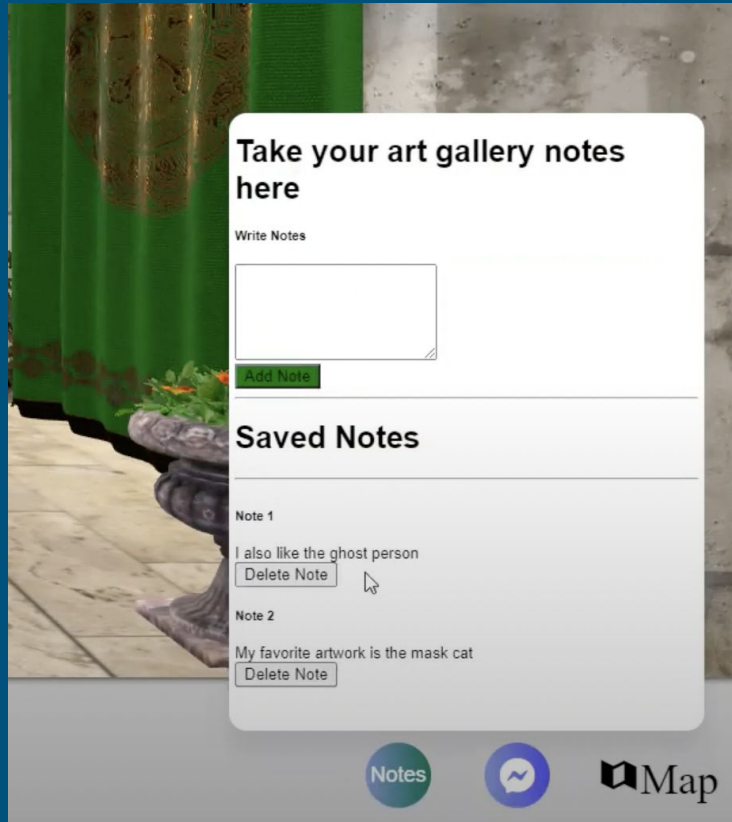 Take your art gallery notes
here
Write Notes
Add Note
Saved Notes
Note 1
I also like the ghost person
Delete Note
Note 2
My favorite artwork is the mask cat
Delete Note
Notes
Map